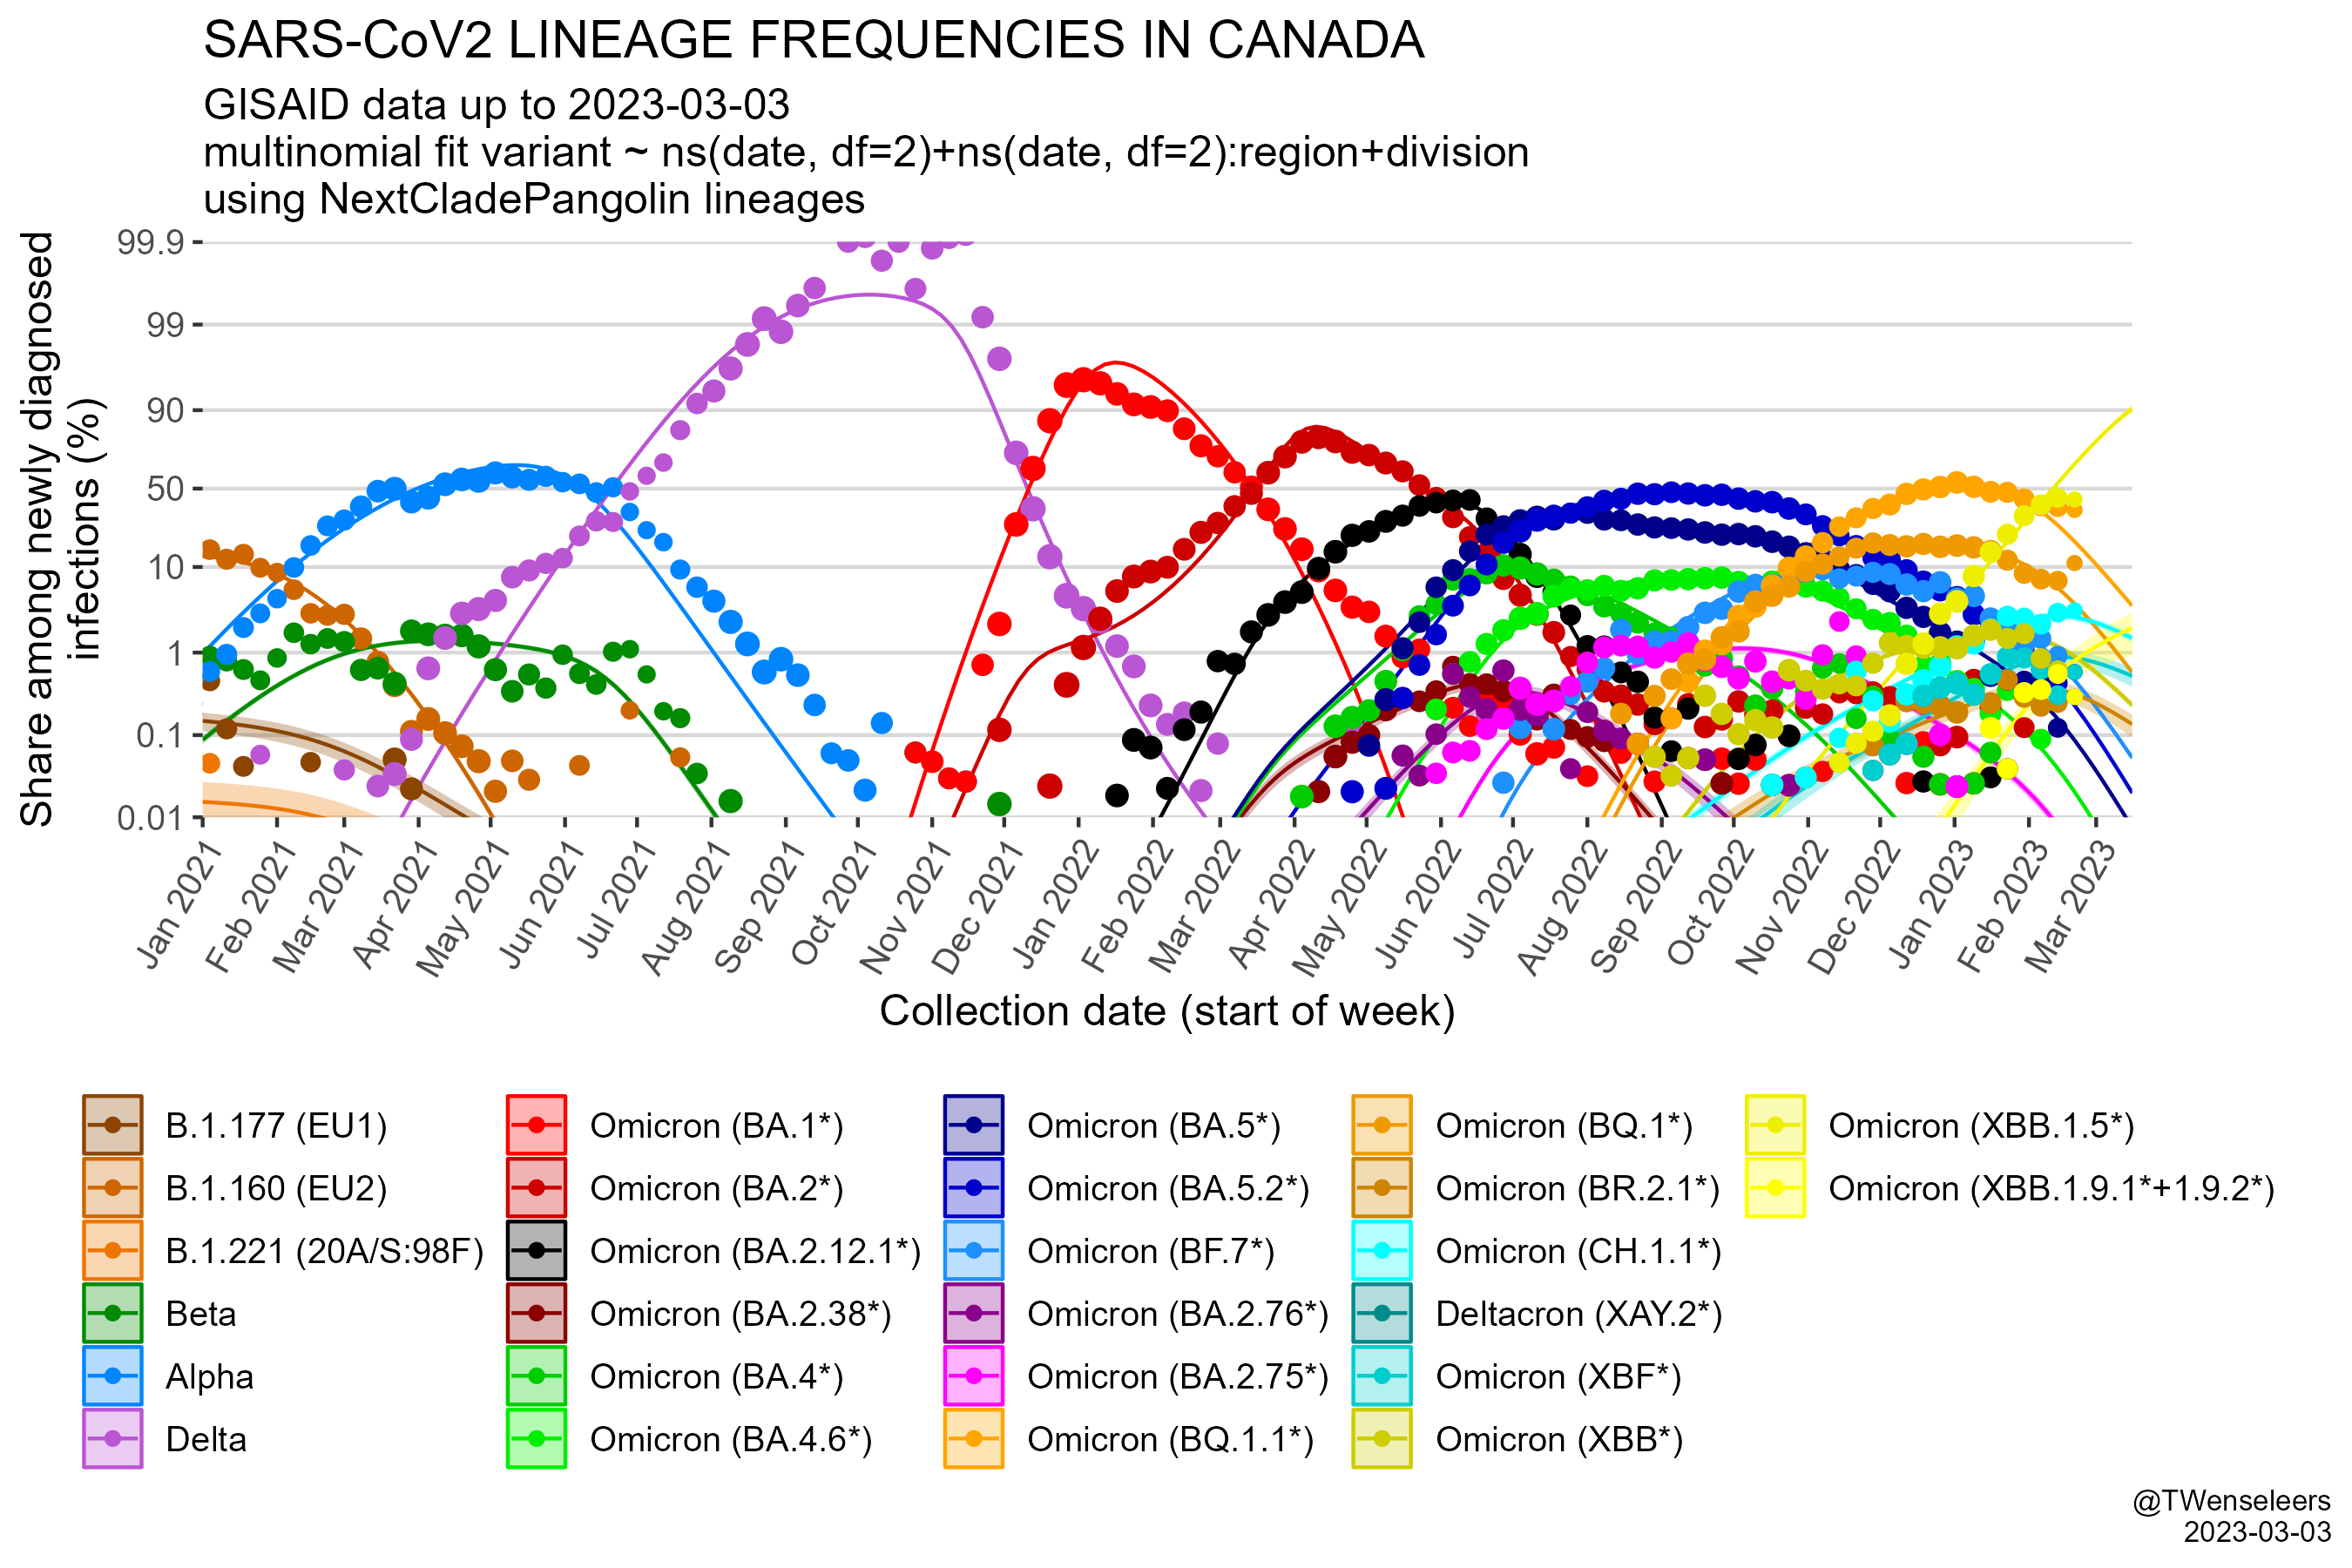 SARS-CoV2 LINEAGE FREQUENCIES IN CANADA
GISAID data up to 2023-03-03
multinomial fit variant ~ ns(date, df=2)+ns(date, df=2):region+division
using NextCladePangolin lineages
Share among newly diagnosed
infections (%)
99.9
99
90
50
10
1
0.1
0.01
Jan 2021
Feb 2021
Mar 2021
Apr 2021
May 2021
Jun 2021
Jul 2021
Aug 2021
Sep 2021
Oct 2021
Nov 2021
Dec 2021
Jan 2022
Feb 2022
Mar 2022
Apr 2022
May 2022
Jun 2022
Jul 2022
Aug 2022
Sep 2022
Oct 2022
Nov 2022
Dec 2022
Jan 2023
Feb 2023
Mar 2023
Collection date (start of week)
B.1.177 (EU1)
B.1.160 (EU2)
B.1.221 (20A/S:98F)
Beta
Alpha
Delta
Omicron (BA.1*)
Omicron (BA.2*)
Omicron (BA.2.12.1*)
Omicron (BA.2.38*)
Omicron (BA.4*)
Omicron (BA.4.6*)
Omicron (BA.5*)
Omicron (BA.5.2*)
Omicron (BF.7*)
Omicron (BA.2.76*)
Omicron (BA.2.75*)
Omicron (BQ.1.1*)
Omicron (BQ.1*)
Omicron (BR.2.1*)
Omicron (CH.1.1*)
Deltacron (XAY.2*)
Omicron (XBF*)
Omicron (XBB*)
Omicron (XBB.1.5*)
Omicron (XBB.1.9.1*+1.9.2*)
@TWenseleers
2023-03-03